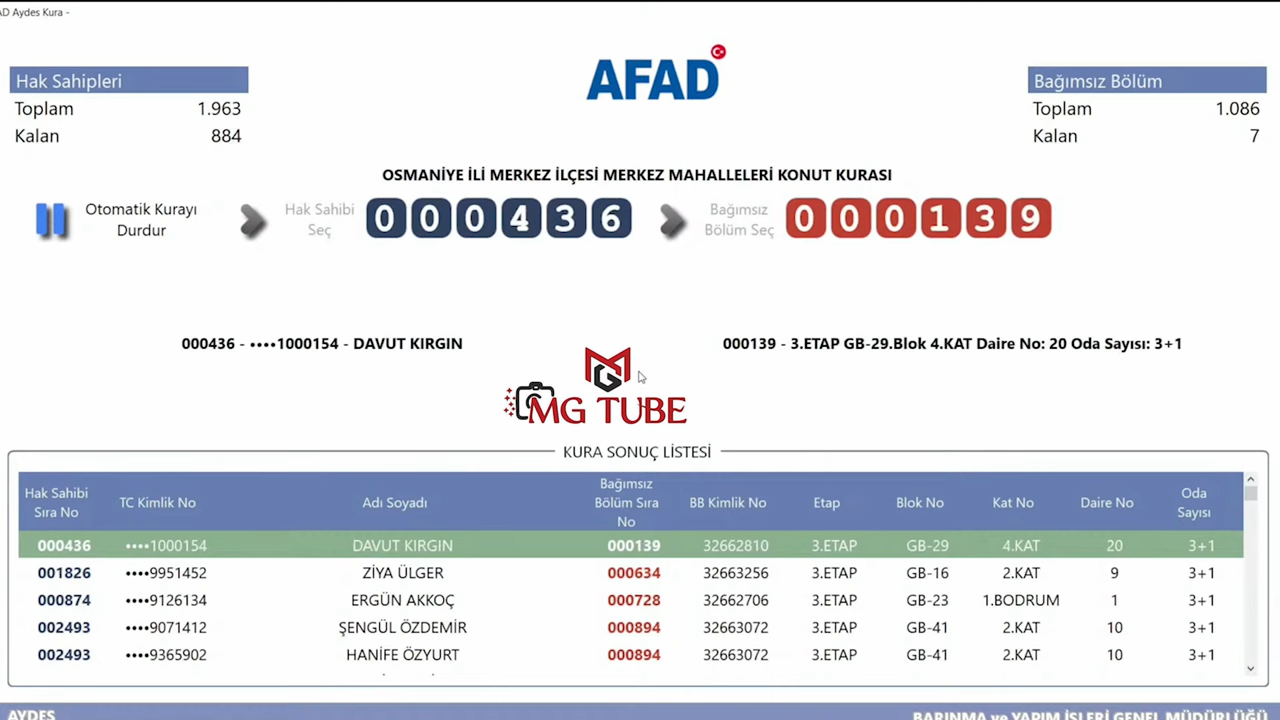 AD Aydes Kura -
AFAD
Hak Sahipleri
Toplam 1.963
Kalan 884
Bağımsız Bölüm
Toplam 1.086
Kalan 7
OSMANİYE İLİ MERKEZ İLÇESİ MERKEZ MAHALLELERİ KONUT KURASI
Otomatik Kurayı
Durdur
Hak Sahibi
Seç
000436
Bağımsız
Bölüm Seç
000139
000436 - ••••1000154 - DAVUT KIRGIN
000139 - 3.ETAP GB-29.Blok 4.KAT Daire No: 20 Oda Sayısı: 3+1
MG TUBE
KURA SONUÇ LİSTESİ
Hak Sahibi Sıra No TC Kimlik No Adı Soyadı Bağımsız Bölüm Sıra No BB Kimlik No Etap Blok No Kat No Daire No Oda Sayısı
000436 ••••1000154 DAVUT KIRGIN 000139 32662810 3.ETAP GB-29 4.KAT 20 3+1
001826 ••••9951452 ZİYA ÜLGER 000634 32663256 3.ETAP GB-16 2.KAT 9 3+1
000874 ••••9126134 ERGÜN AKKOÇ 000728 32662706 3.ETAP GB-23 1.BODRUM 1 3+1
002493 ••••9071412 ŞENGÜL ÖZDEMİR 000894 32663072 3.ETAP GB-41 2.KAT 10 3+1
002493 ••••9365902 HANİFE ÖZYURT 000894 32663072 3.ETAP GB-41 2.KAT 10 3+1
AYDES
BARINMA ve YAPIM İŞLERİ GENEL MÜDÜRLÜĞÜ